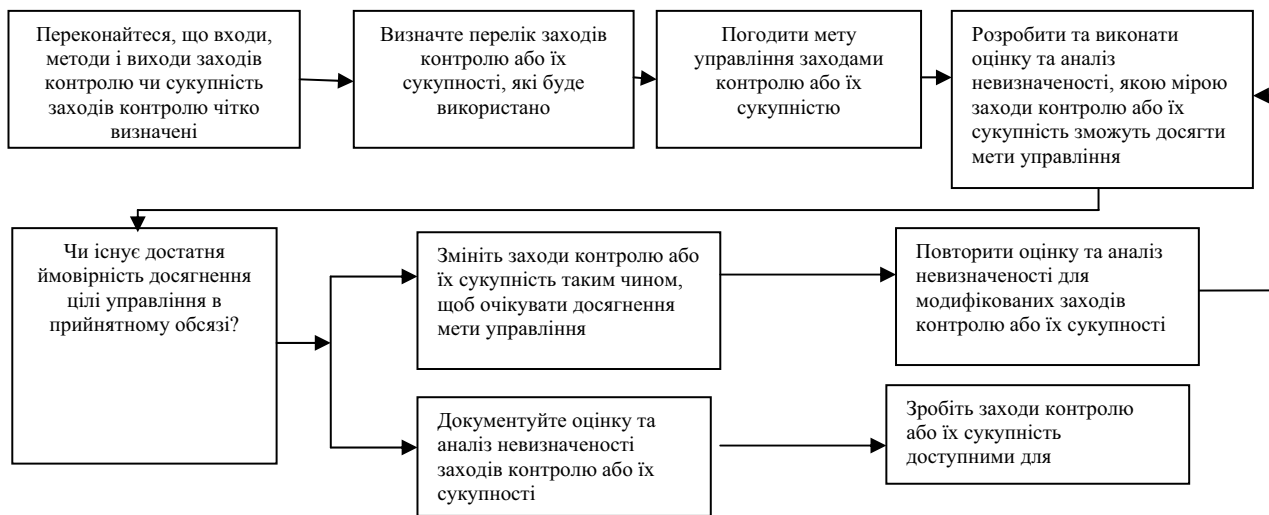 Переконайтеся, що входи,
методи і виходи заходів
контролю чи сукупність
заходів контролю чітко
визначені
Визначте перелік заходів
контролю або їх
сукупності, які буде
використано
Погодити мету
управління заходами
контролю або їх
сукупністю
Розробити та виконати
оцінку та аналіз
невизначеності, якою мірою
заходи контролю або їх
сукупність зможуть досягти
мети управління
Чи існує достатня
ймовірність досягнення
цілі управління в
прийнятному обсязі?
Змініть заходи контролю або
їх сукупність таким чином,
щоб очікувати досягнення
мети управління
Повторити оцінку та аналіз
невизначеності для
модифікованих заходів
контролю або їх сукупності
Документуйте оцінку та
аналіз невизначеності
заходів контролю або їх
сукупності
Зробіть заходи контролю
або їх сукупність
доступними для